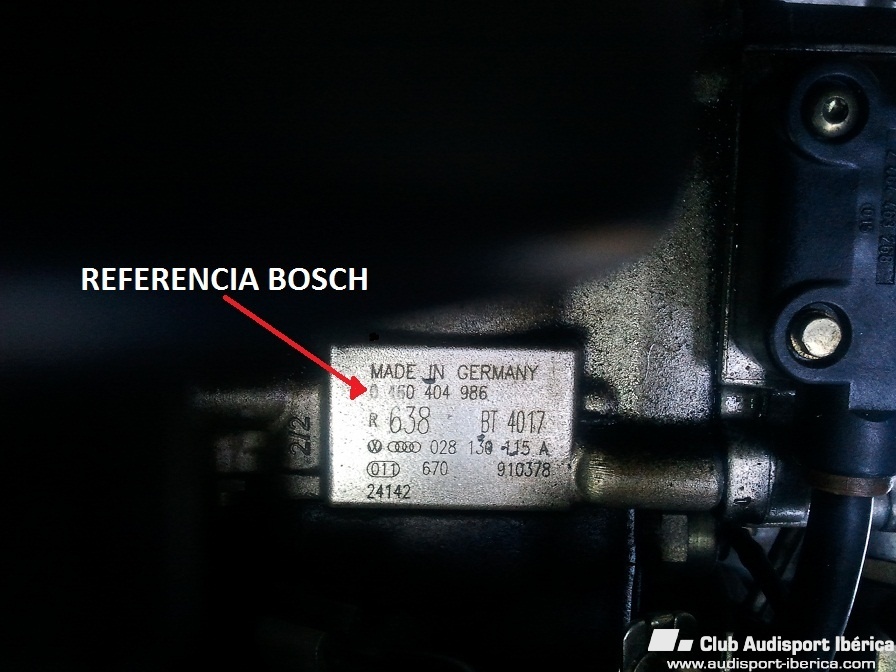 REFERENCIA BOSCH
MADE IN GERMANY
0 460 404 986
R 638 BT 4017
028 130 115 A
011 670 910378
24142
2/2
Club Audisport Ibérica
www.audisport-iberica.com